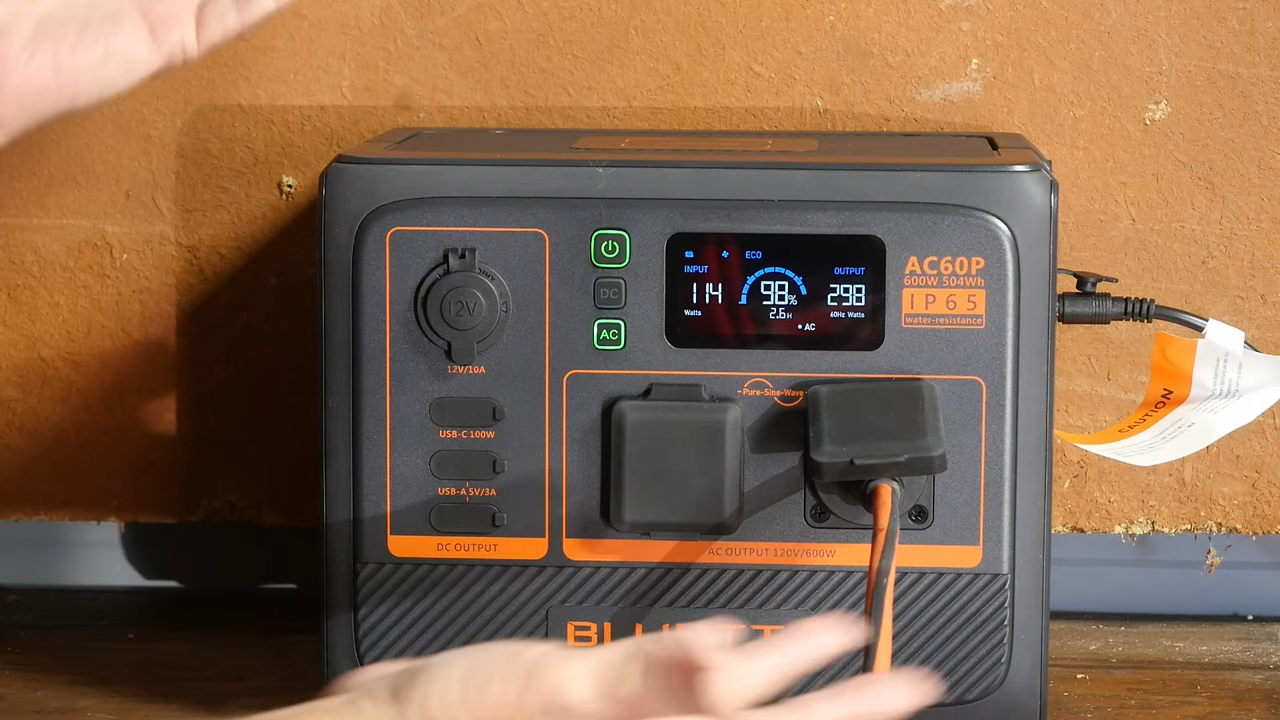 12V
12V/10A
USB-C 100W
USB-A 5V/3A
DC OUTPUT
DC
AC
ECO
INPUT
114
Watts
98%
2.6H
OUTPUT
298
60Hz Watts
AC
AC60P
600W 504Wh
IP65
water-resistance
Pure-Sine-Wave
AC OUTPUT 120V/600W
CAUTION